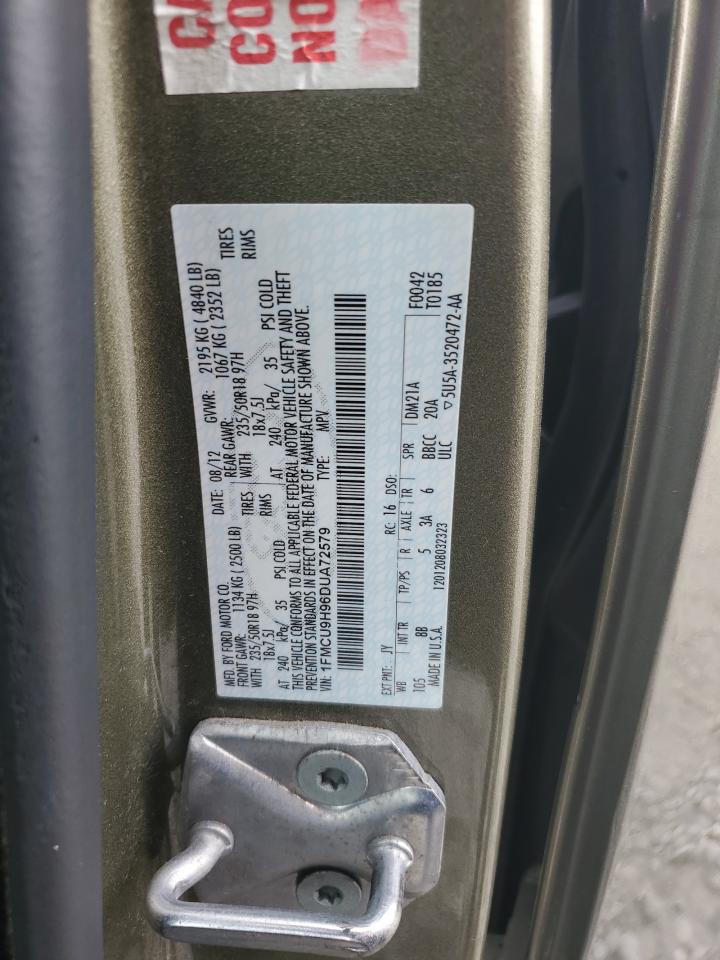 CA
CO
NO
DA
MFD. BY FORD MOTOR CO.
DATE: 08/12 GVWR: 2195 KG ( 4840 LB)
FRONT GAWR: 1134 KG ( 2500 LB) REAR GAWR: 1067 KG ( 2352 LB)
WITH 235/50R18 97H TIRES WITH 235/50R18 97H TIRES
18x7.5J RIMS 18x7.5J RIMS
AT 240 kPa/ 35 PSI COLD AT 240 kPa/ 35 PSI COLD
THIS VEHICLE CONFORMS TO ALL APPLICABLE FEDERAL MOTOR VEHICLE SAFETY AND THEFT
PREVENTION STANDARDS IN EFFECT ON THE DATE OF MANUFACTURE SHOWN ABOVE.
VIN: 1FMCU9H96DUA72579 TYPE: MPV
F0042
T0185
EXT PNT: JY RC: 16 DSO:
WB INT TR TP/PS R AXLE TR SPR DM21A
105 8B 5 3A 6 BBCC 20A
MADE IN U.S.A. 120120803​2323 ULC ▽5U5A-3520472-AA